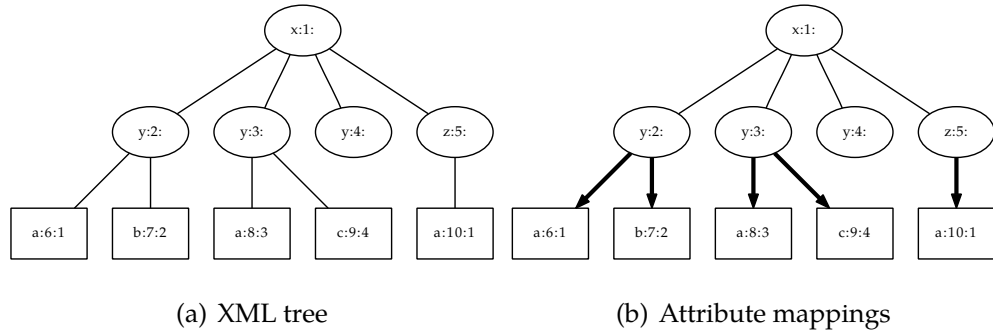 x:1: x:1:
y:2: y:3: y:4: z:5: y:2: y:3: y:4: z:5:
a:6:1 b:7:2 a:8:3 c:9:4 a:10:1 a:6:1 b:7:2 a:8:3 c:9:4 a:10:1
(a) XML tree (b) Attribute mappings